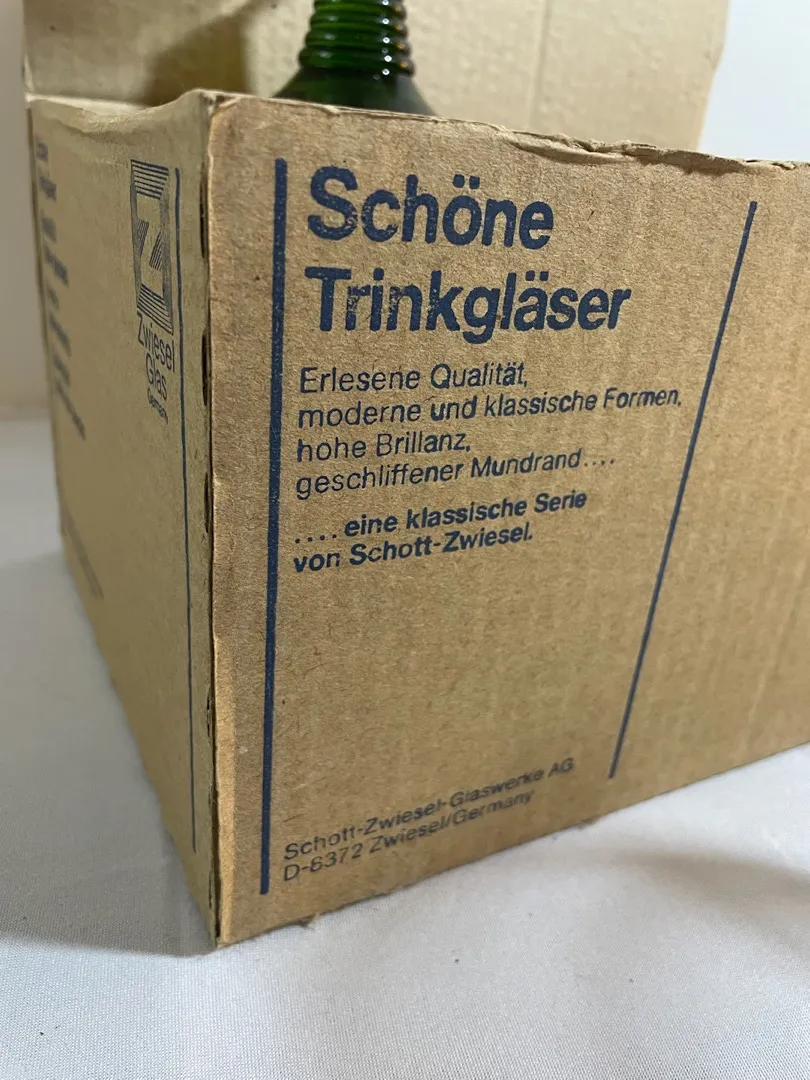 Z
Zwiesel
Glas
Germany
Schöne
Trinkgläser
Erlesene Qualität,
moderne und klassische Formen,
hohe Brillanz,
geschliffener Mundrand....
....eine klassische Serie
von Schott-Zwiesel.
Schott-Zwiesel-Glaswerke AG
D-8372 Zwiesel/Germany